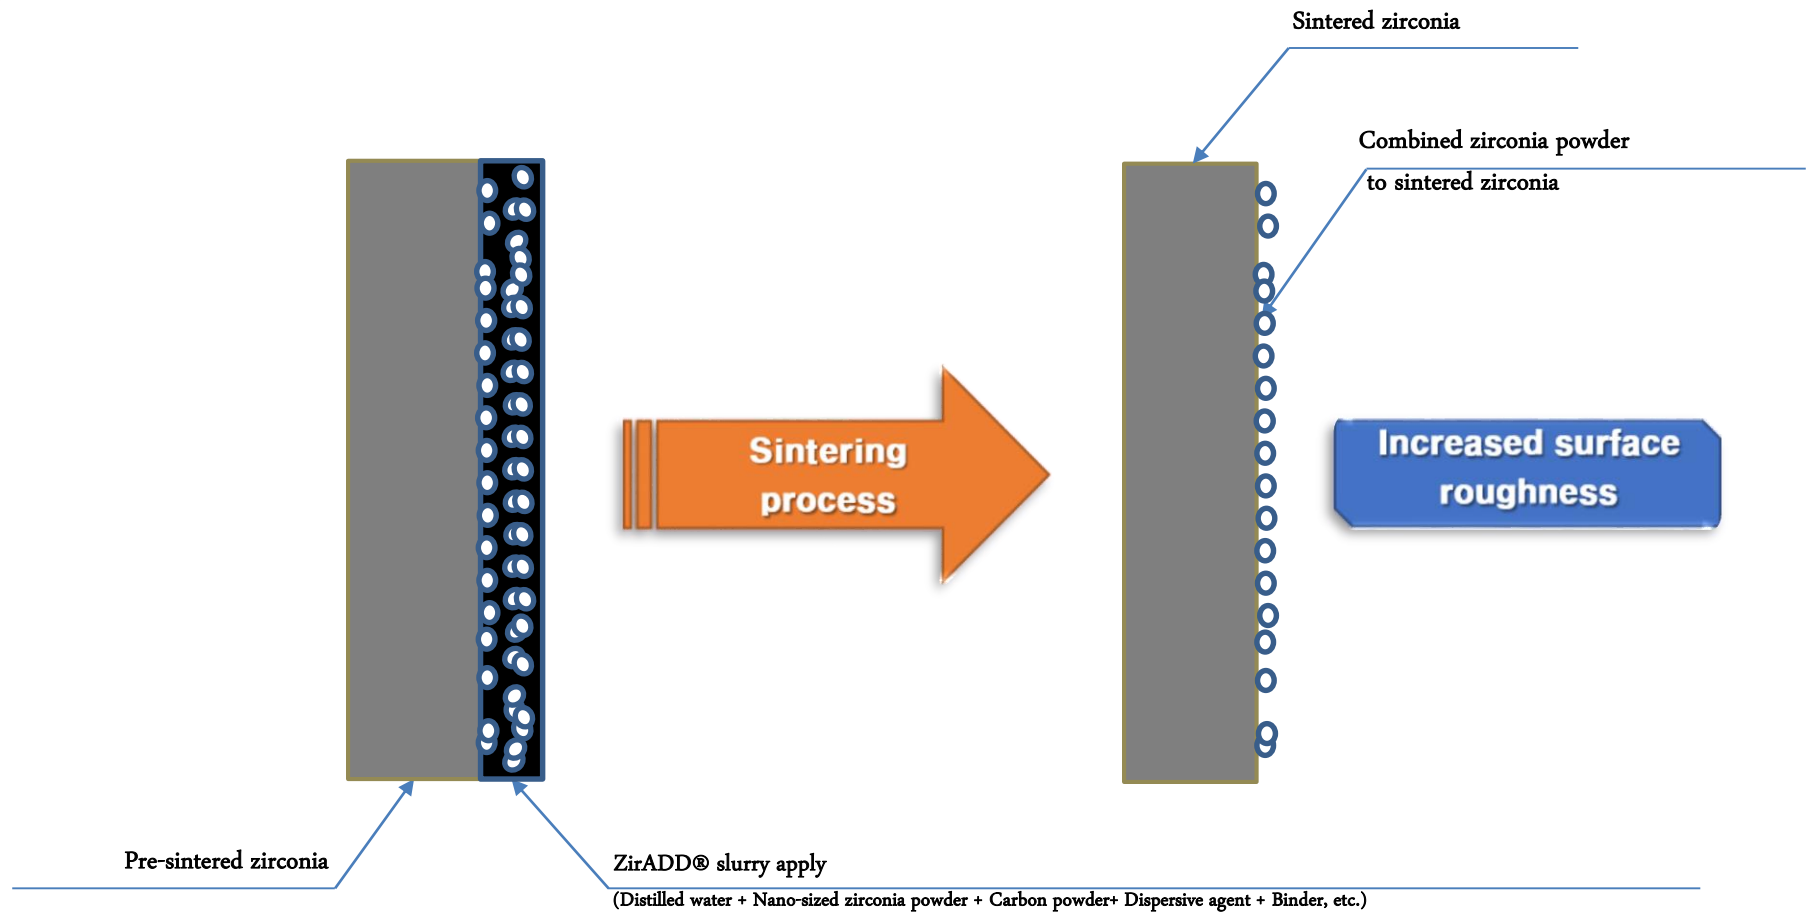 Sintered zirconia
Combined zirconia powder
to sintered zirconia
Sintering
process
Increased surface
roughness
Pre-sintered zirconia
ZirADD® slurry apply
(Distilled water + Nano-sized zirconia powder + Carbon powder+ Dispersive agent + Binder, etc.)